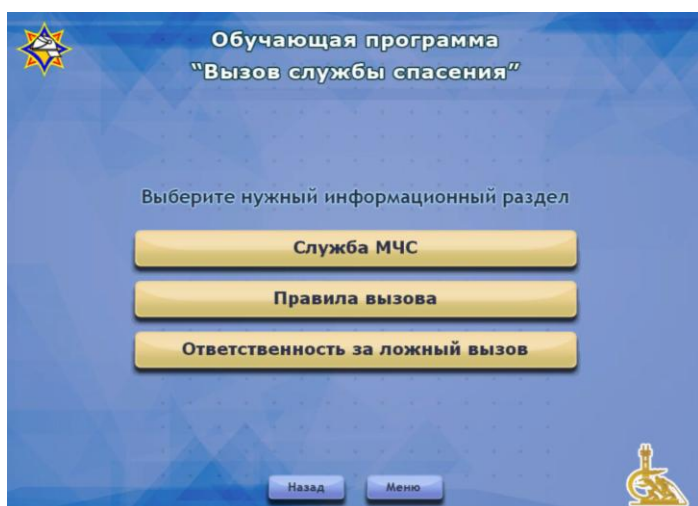 Обучающая программа
“Вызов службы спасения”
Выберите нужный информационный раздел
Служба МЧС
Правила вызова
Ответственность за ложный вызов
Назад
Меню